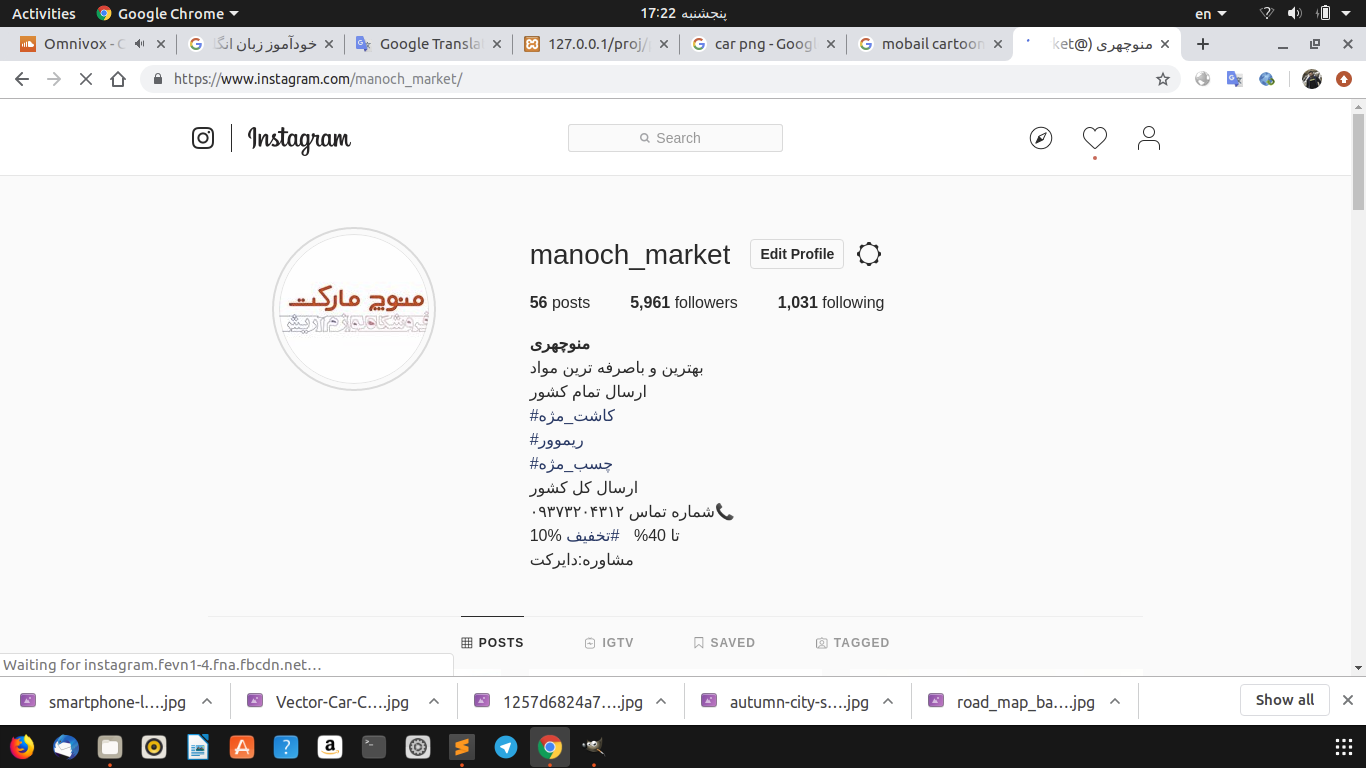 Activities Google Chrome پنجشنبه 17:22 en
Omnivox - C خودآموز زبان انگل Google Transla 127.0.0.1/proj/ car png - Googl mobail cartoon منوچهری (@ket
https://www.instagram.com/manoch_market/
Instagram Search
manoch_market Edit Profile
56 posts 5,961 followers 1,031 following
منوچ مارکت
فروشگاه لوازم آرایش
منوچهری
بهترین و باصرفه ترین مواد
ارسال تمام کشور
#کاشت_مژه
#ریموور
#چسب_مژه
ارسال کل کشور
📞شماره تماس ۰۹۳۷۳۲۰۴۳۱۲
تا 40% #تخفیف 10%
مشاوره:دایرکت
POSTS IGTV SAVED TAGGED
Waiting for instagram.fevn1-4.fna.fbcdn.net…
smartphone-l….jpg Vector-Car-C….jpg 1257d6824a7….jpg autumn-city-s….jpg road_map_ba….jpg Show all